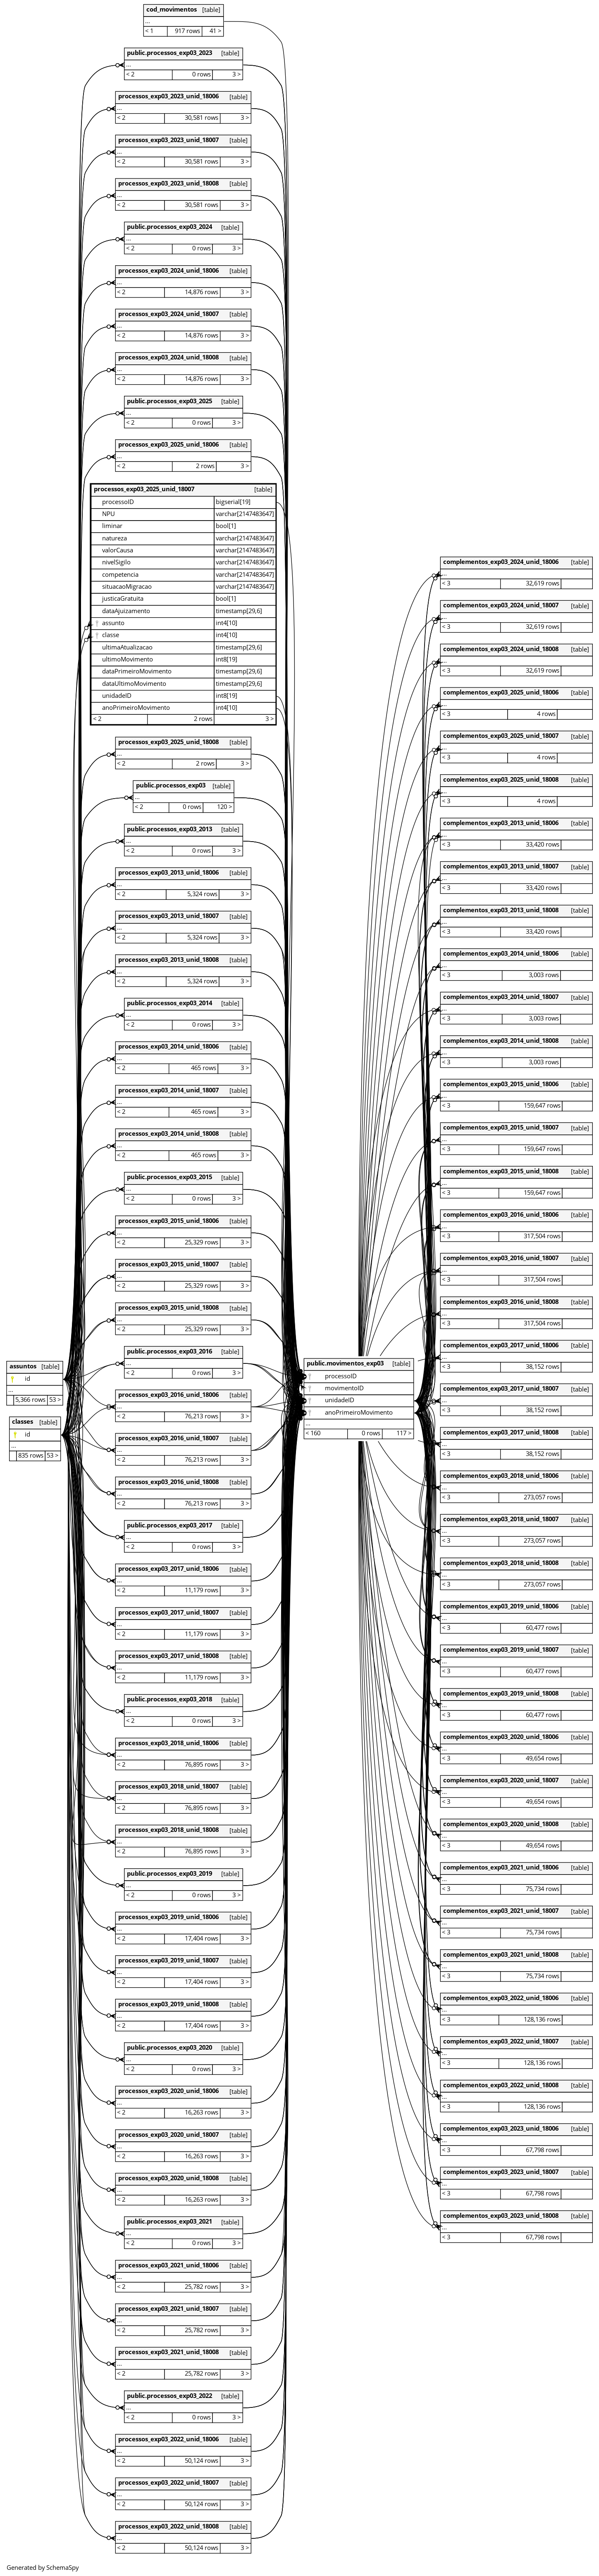 cod_movimentos [table]
...
< 1 917 rows 41 >
public.processos_exp03_2023 [table]
...
< 2 0 rows 3 >
processos_exp03_2023_unid_18006 [table]
...
< 2 30,581 rows 3 >
processos_exp03_2023_unid_18007 [table]
...
< 2 30,581 rows 3 >
processos_exp03_2023_unid_18008 [table]
...
< 2 30,581 rows 3 >
public.processos_exp03_2024 [table]
...
< 2 0 rows 3 >
processos_exp03_2024_unid_18006 [table]
...
< 2 14,876 rows 3 >
processos_exp03_2024_unid_18007 [table]
...
< 2 14,876 rows 3 >
processos_exp03_2024_unid_18008 [table]
...
< 2 14,876 rows 3 >
public.processos_exp03_2025 [table]
...
< 2 0 rows 3 >
processos_exp03_2025_unid_18006 [table]
...
< 2 2 rows 3 >
processos_exp03_2025_unid_18007 [table]
processoID bigserial[19]
NPU varchar[2147483647]
liminar bool[1]
natureza varchar[2147483647]
valorCausa varchar[2147483647]
nivelSigilo varchar[2147483647]
competencia varchar[2147483647]
situacaoMigracao varchar[2147483647]
justicaGratuita bool[1]
dataAjuizamento timestamp[29,6]
assunto int4[10]
classe int4[10]
ultimaAtualizacao timestamp[29,6]
ultimoMovimento int8[19]
dataPrimeiroMovimento timestamp[29,6]
dataUltimoMovimento timestamp[29,6]
unidadeID int8[19]
anoPrimeiroMovimento int4[10]
< 2 2 rows 3 >
processos_exp03_2025_unid_18008 [table]
...
< 2 2 rows 3 >
public.processos_exp03 [table]
...
< 2 0 rows 120 >
public.processos_exp03_2013 [table]
...
< 2 0 rows 3 >
processos_exp03_2013_unid_18006 [table]
...
< 2 5,324 rows 3 >
processos_exp03_2013_unid_18007 [table]
...
< 2 5,324 rows 3 >
processos_exp03_2013_unid_18008 [table]
...
< 2 5,324 rows 3 >
public.processos_exp03_2014 [table]
...
< 2 0 rows 3 >
processos_exp03_2014_unid_18006 [table]
...
< 2 465 rows 3 >
processos_exp03_2014_unid_18007 [table]
...
< 2 465 rows 3 >
processos_exp03_2014_unid_18008 [table]
...
< 2 465 rows 3 >
public.processos_exp03_2015 [table]
...
< 2 0 rows 3 >
processos_exp03_2015_unid_18006 [table]
...
< 2 25,329 rows 3 >
processos_exp03_2015_unid_18007 [table]
...
< 2 25,329 rows 3 >
processos_exp03_2015_unid_18008 [table]
...
< 2 25,329 rows 3 >
public.processos_exp03_2016 [table]
...
< 2 0 rows 3 >
processos_exp03_2016_unid_18006 [table]
...
< 2 76,213 rows 3 >
processos_exp03_2016_unid_18007 [table]
...
< 2 76,213 rows 3 >
processos_exp03_2016_unid_18008 [table]
...
< 2 76,213 rows 3 >
public.processos_exp03_2017 [table]
...
< 2 0 rows 3 >
processos_exp03_2017_unid_18006 [table]
...
< 2 11,179 rows 3 >
processos_exp03_2017_unid_18007 [table]
...
< 2 11,179 rows 3 >
processos_exp03_2017_unid_18008 [table]
...
< 2 11,179 rows 3 >
public.processos_exp03_2018 [table]
...
< 2 0 rows 3 >
processos_exp03_2018_unid_18006 [table]
...
< 2 76,895 rows 3 >
processos_exp03_2018_unid_18007 [table]
...
< 2 76,895 rows 3 >
processos_exp03_2018_unid_18008 [table]
...
< 2 76,895 rows 3 >
public.processos_exp03_2019 [table]
...
< 2 0 rows 3 >
processos_exp03_2019_unid_18006 [table]
...
< 2 17,404 rows 3 >
processos_exp03_2019_unid_18007 [table]
...
< 2 17,404 rows 3 >
processos_exp03_2019_unid_18008 [table]
...
< 2 17,404 rows 3 >
public.processos_exp03_2020 [table]
...
< 2 0 rows 3 >
processos_exp03_2020_unid_18006 [table]
...
< 2 16,263 rows 3 >
processos_exp03_2020_unid_18007 [table]
...
< 2 16,263 rows 3 >
processos_exp03_2020_unid_18008 [table]
...
< 2 16,263 rows 3 >
public.processos_exp03_2021 [table]
...
< 2 0 rows 3 >
processos_exp03_2021_unid_18006 [table]
...
< 2 25,782 rows 3 >
processos_exp03_2021_unid_18007 [table]
...
< 2 25,782 rows 3 >
processos_exp03_2021_unid_18008 [table]
...
< 2 25,782 rows 3 >
public.processos_exp03_2022 [table]
...
< 2 0 rows 3 >
processos_exp03_2022_unid_18006 [table]
...
< 2 50,124 rows 3 >
processos_exp03_2022_unid_18007 [table]
...
< 2 50,124 rows 3 >
processos_exp03_2022_unid_18008 [table]
...
< 2 50,124 rows 3 >
assuntos [table]
id
...
5,366 rows 53 >
classes [table]
id
...
835 rows 53 >
public.movimentos_exp03 [table]
processoID
movimentoID
unidadeID
anoPrimeiroMovimento
...
< 160 0 rows 117 >
complementos_exp03_2024_unid_18006 [table]
...
< 3 32,619 rows
complementos_exp03_2024_unid_18007 [table]
...
< 3 32,619 rows
complementos_exp03_2024_unid_18008 [table]
...
< 3 32,619 rows
complementos_exp03_2025_unid_18006 [table]
...
< 3 4 rows
complementos_exp03_2025_unid_18007 [table]
...
< 3 4 rows
complementos_exp03_2025_unid_18008 [table]
...
< 3 4 rows
complementos_exp03_2013_unid_18006 [table]
...
< 3 33,420 rows
complementos_exp03_2013_unid_18007 [table]
...
< 3 33,420 rows
complementos_exp03_2013_unid_18008 [table]
...
< 3 33,420 rows
complementos_exp03_2014_unid_18006 [table]
...
< 3 3,003 rows
complementos_exp03_2014_unid_18007 [table]
...
< 3 3,003 rows
complementos_exp03_2014_unid_18008 [table]
...
< 3 3,003 rows
complementos_exp03_2015_unid_18006 [table]
...
< 3 159,647 rows
complementos_exp03_2015_unid_18007 [table]
...
< 3 159,647 rows
complementos_exp03_2015_unid_18008 [table]
...
< 3 159,647 rows
complementos_exp03_2016_unid_18006 [table]
...
< 3 317,504 rows
complementos_exp03_2016_unid_18007 [table]
...
< 3 317,504 rows
complementos_exp03_2016_unid_18008 [table]
...
< 3 317,504 rows
complementos_exp03_2017_unid_18006 [table]
...
< 3 38,152 rows
complementos_exp03_2017_unid_18007 [table]
...
< 3 38,152 rows
complementos_exp03_2017_unid_18008 [table]
...
< 3 38,152 rows
complementos_exp03_2018_unid_18006 [table]
...
< 3 273,057 rows
complementos_exp03_2018_unid_18007 [table]
...
< 3 273,057 rows
complementos_exp03_2018_unid_18008 [table]
...
< 3 273,057 rows
complementos_exp03_2019_unid_18006 [table]
...
< 3 60,477 rows
complementos_exp03_2019_unid_18007 [table]
...
< 3 60,477 rows
complementos_exp03_2019_unid_18008 [table]
...
< 3 60,477 rows
complementos_exp03_2020_unid_18006 [table]
...
< 3 49,654 rows
complementos_exp03_2020_unid_18007 [table]
...
< 3 49,654 rows
complementos_exp03_2020_unid_18008 [table]
...
< 3 49,654 rows
complementos_exp03_2021_unid_18006 [table]
...
< 3 75,734 rows
complementos_exp03_2021_unid_18007 [table]
...
< 3 75,734 rows
complementos_exp03_2021_unid_18008 [table]
...
< 3 75,734 rows
complementos_exp03_2022_unid_18006 [table]
...
< 3 128,136 rows
complementos_exp03_2022_unid_18007 [table]
...
< 3 128,136 rows
complementos_exp03_2022_unid_18008 [table]
...
< 3 128,136 rows
complementos_exp03_2023_unid_18006 [table]
...
< 3 67,798 rows
complementos_exp03_2023_unid_18007 [table]
...
< 3 67,798 rows
complementos_exp03_2023_unid_18008 [table]
...
< 3 67,798 rows
Generated by SchemaSpy